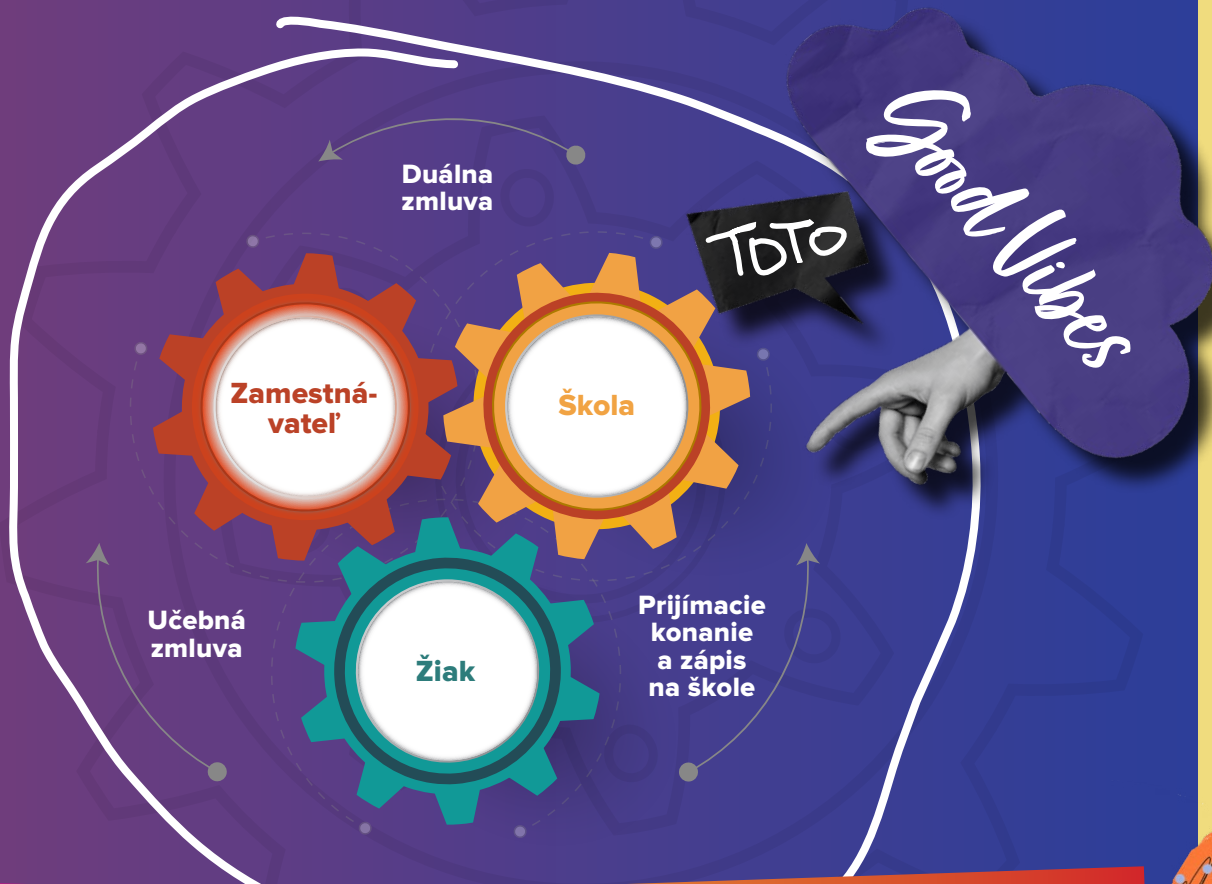 Good Vibes
Duálna
zmluva
TOTO
Zamestná-
vateľ
Škola
Učebná
zmluva
Prijímacie
konanie
a zápis
na škole
Žiak